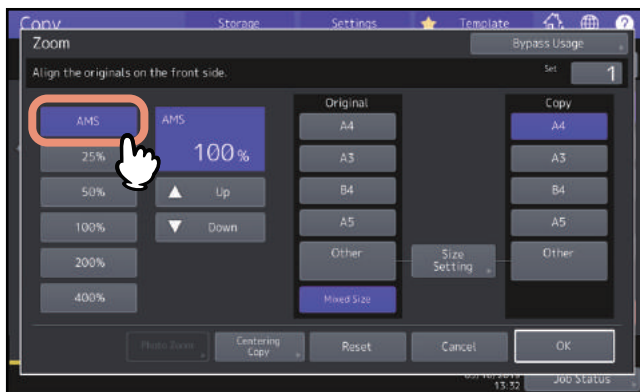 Copy Storage Settings Template
Zoom
Bypass Usage
Align the originals on the front side.
Set 1
AMS
25%
50%
100%
200%
400%
AMS
100 %
Up
Down
Original
A4
A3
B4
A5
Other
Mixed Size
Size
Setting
Copy
A4
A3
B4
A5
Other
Photo Zoom
Centering
Copy
Reset
Cancel
OK
13:32
Job Status